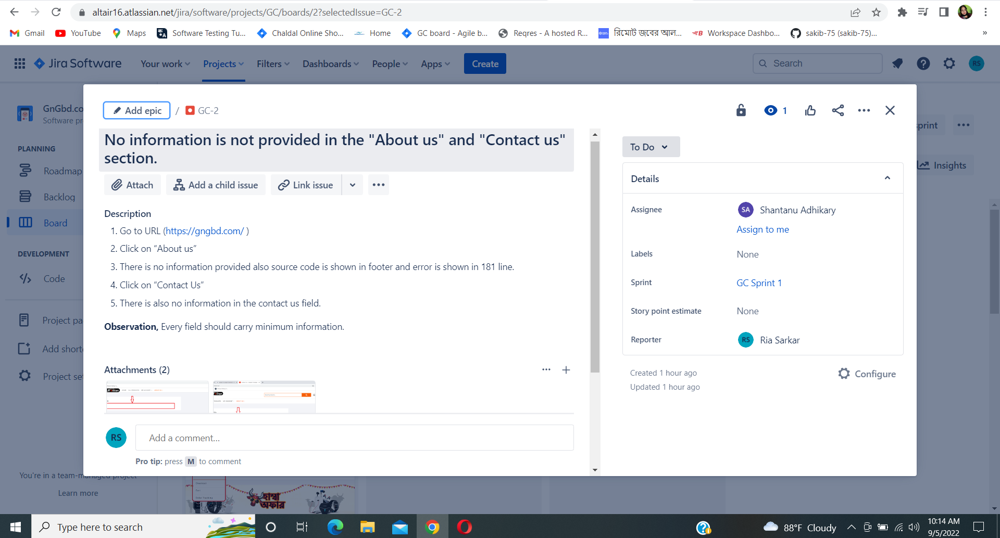 altair16.atlassian.net/jira/software/projects/GC/boards/2?selectedIssue=GC-2
Gmail YouTube Maps Software Testing Tu... Chaldal Online Sho... Home GC board - Agile b... Reqres - A hosted R... রিমোট জবের আল... Workspace Dashbo... sakib-75 (sakib-75)... »
Jira Software Your work Projects Filters Dashboards People Apps Create Search RS
GnGbd.co
Software pr
PLANNING
Roadmap
Backlog
Board
DEVELOPMENT
Code
Project pa
Add shortc
Project set
You're in a team-managed project
Learn more
Add epic / GC-2 1
No information is not provided in the "About us" and "Contact us"
section.
Attach Add a child issue Link issue
Description
1. Go to URL (https://gngbd.com/ )
2. Click on “About us”
3. There is no information provided also source code is shown in footer and error is shown in 181 line.
4. Click on “Contact Us”
5. There is also no information in the contact us field.
Observation, Every field should carry minimum information.
Attachments (2)
RS Add a comment...
Pro tip: press M to comment
To Do
Details
Assignee SA Shantanu Adhikary
Assign to me
Labels None
Sprint GC Sprint 1
Story point estimate None
Reporter RS Ria Sarkar
Created 1 hour ago
Updated 1 hour ago
Configure
sprint
Insights
Order Tracking
হাম্বা
অফার
Type here to search
88°F Cloudy
10:14 AM
9/5/2022